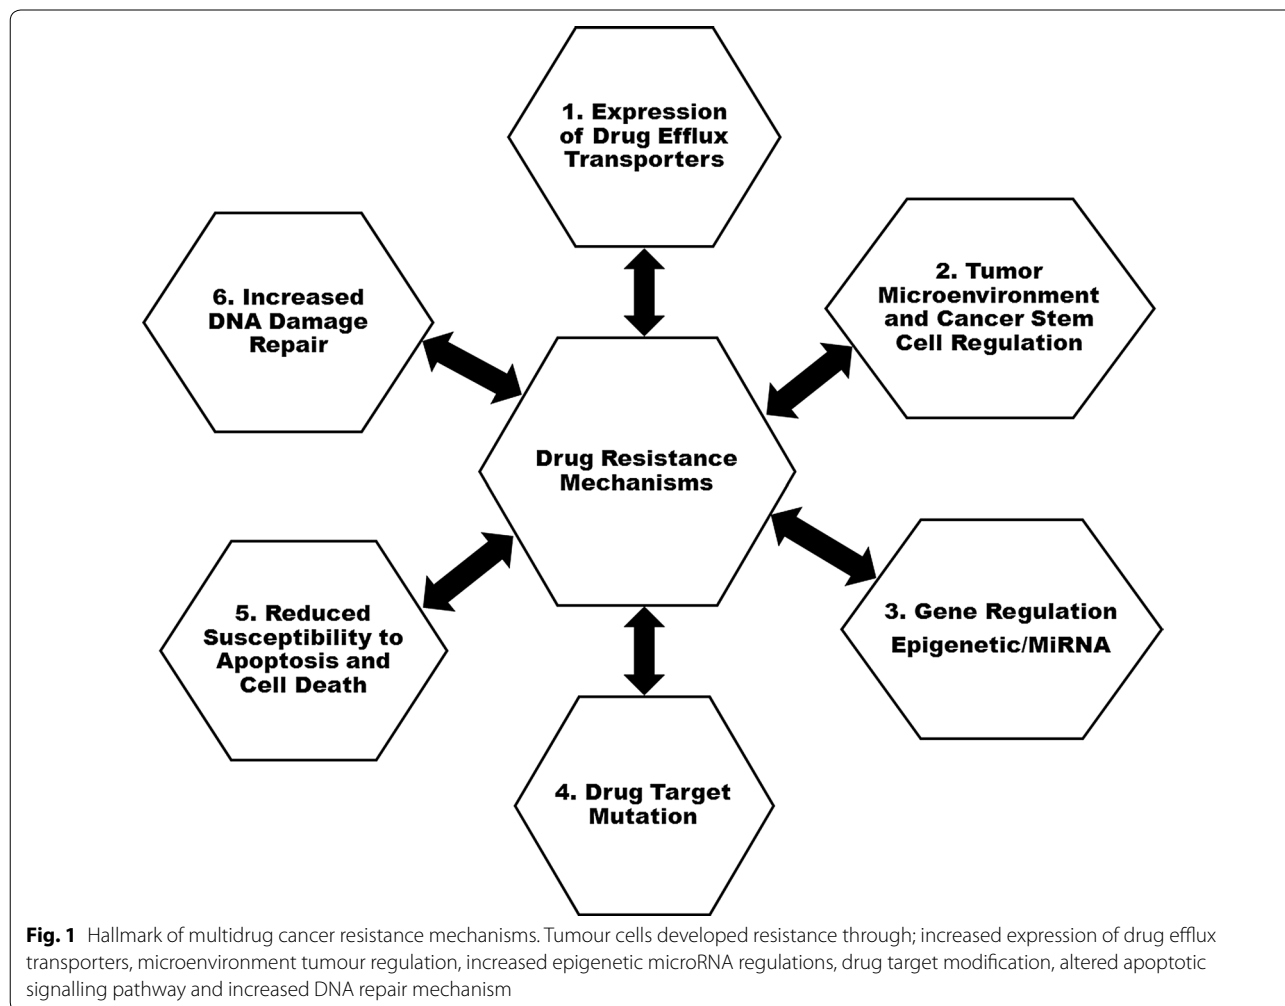 1. Expression
of Drug Efflux
Transporters
2. Tumor
Microenvironment
and Cancer Stem
Cell Regulation
3. Gene Regulation
Epigenetic/MiRNA
4. Drug Target
Mutation
5. Reduced
Susceptibility to
Apoptosis and
Cell Death
6. Increased
DNA Damage
Repair
Drug Resistance
Mechanisms
Fig. 1 Hallmark of multidrug cancer resistance mechanisms. Tumour cells developed resistance through; increased expression of drug efflux
transporters, microenvironment tumour regulation, increased epigenetic microRNA regulations, drug target modification, altered apoptotic
signalling pathway and increased DNA repair mechanism